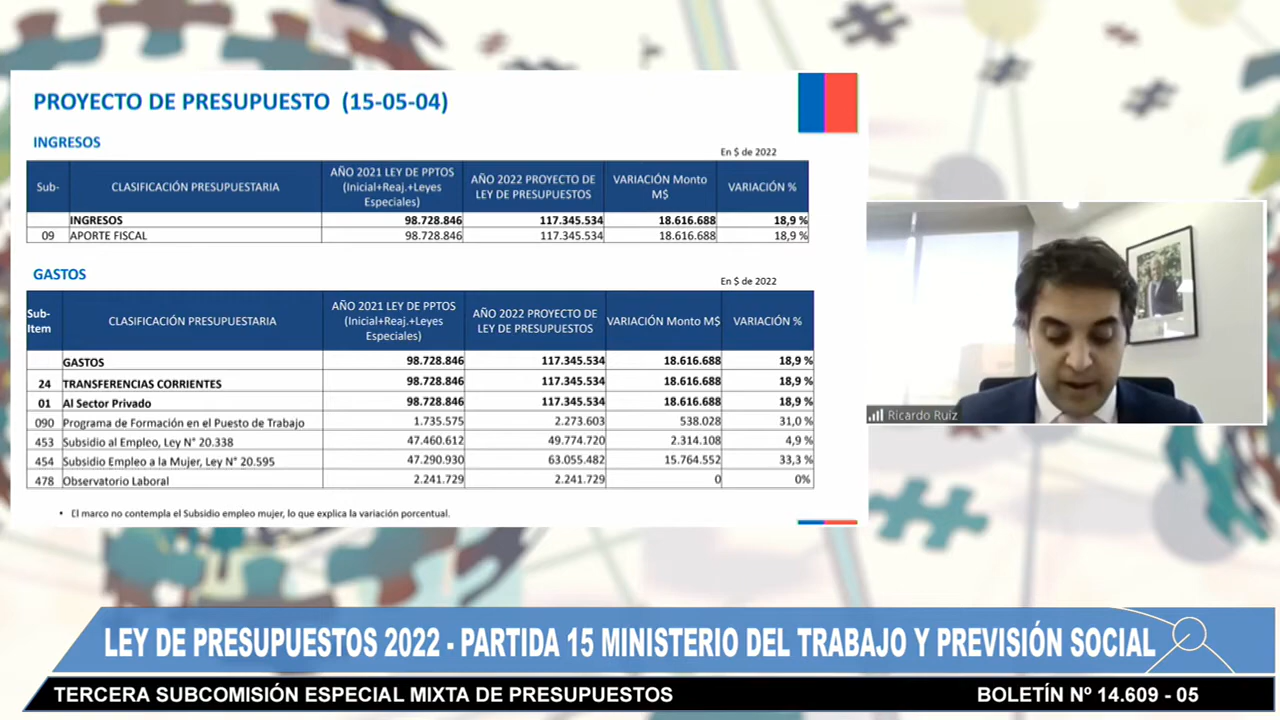 PROYECTO DE PRESUPUESTO (15-05-04)
INGRESOS
En $ de 2022
Sub- CLASIFICACIÓN PRESUPUESTARIA AÑO 2021 LEY DE PPTOS (Inicial+Reaj.+Leyes Especiales) AÑO 2022 PROYECTO DE LEY DE PRESUPUESTOS VARIACIÓN Monto M$ VARIACIÓN %
INGRESOS 98.728.846 117.345.534 18.616.688 18,9 %
09 APORTE FISCAL 98.728.846 117.345.534 18.616.688 18,9 %
GASTOS
En $ de 2022
Sub-Item CLASIFICACIÓN PRESUPUESTARIA AÑO 2021 LEY DE PPTOS (Inicial+Reaj.+Leyes Especiales) AÑO 2022 PROYECTO DE LEY DE PRESUPUESTOS VARIACIÓN Monto M$ VARIACIÓN %
GASTOS 98.728.846 117.345.534 18.616.688 18,9 %
24 TRANSFERENCIAS CORRIENTES 98.728.846 117.345.534 18.616.688 18,9 %
01 Al Sector Privado 98.728.846 117.345.534 18.616.688 18,9 %
090 Programa de Formación en el Puesto de Trabajo 1.735.575 2.273.603 538.028 31,0 %
453 Subsidio al Empleo, Ley N° 20.338 47.460.612 49.774.720 2.314.108 4,9 %
454 Subsidio Empleo a la Mujer, Ley N° 20.595 47.290.930 63.055.482 15.764.552 33,3 %
478 Observatorio Laboral 2.241.729 2.241.729 0 0%
• El marco no contempla el Subsidio empleo mujer, lo que explica la variación porcentual.
Ricardo Ruiz
LEY DE PRESUPUESTOS 2022 - PARTIDA 15 MINISTERIO DEL TRABAJO Y PREVISIÓN SOCIAL
TERCERA SUBCOMISIÓN ESPECIAL MIXTA DE PRESUPUESTOS BOLETÍN Nº 14.609 - 05